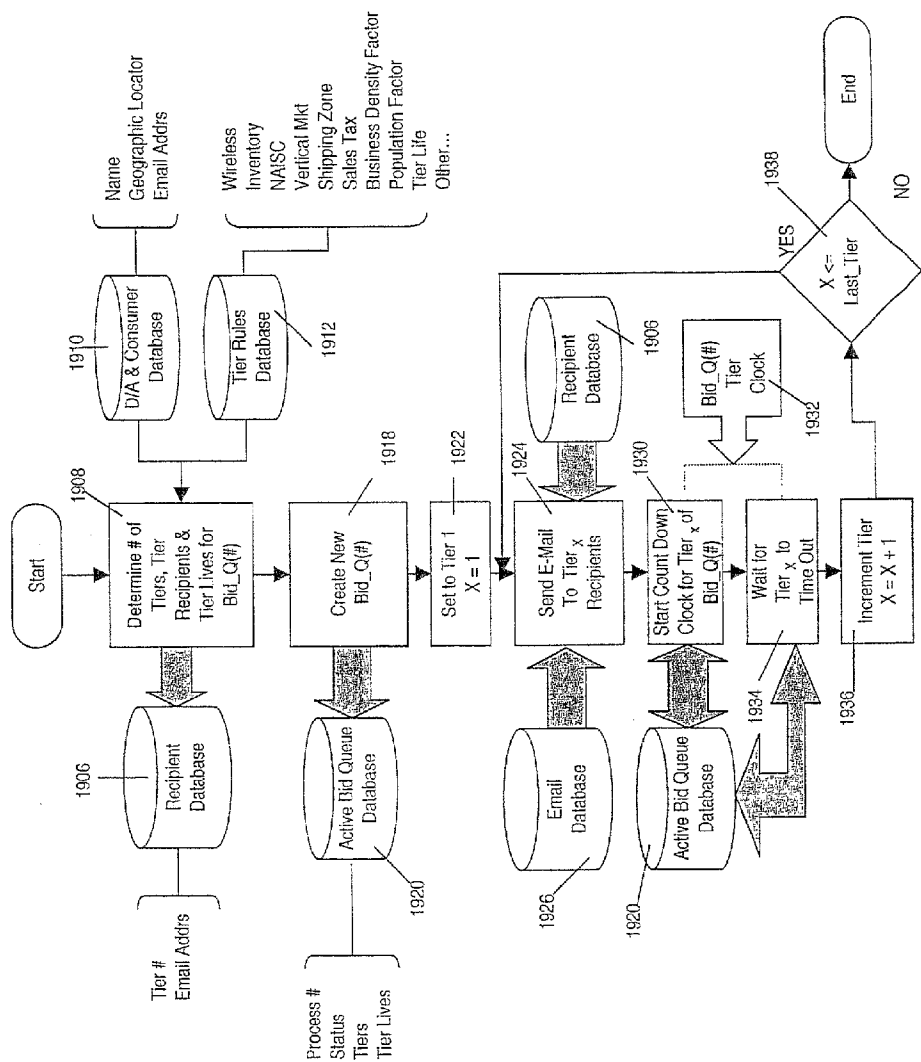 Start
1908
Determine # of
Tiers, Tier
Recipients &
Tier Lives for
Bid_Q(#)
1910
D/A & Consumer
Database
Name
Geographic Locator
Email Addrs
Tier Rules
Database
1912
Wireless
Inventory
NAISC
Vertical Mkt
Shipping Zone
Sales Tax
Business Density Factor
Population Factor
Tier Life
Other...
1906
Recipient
Database
Tier #
Email Addrs
1918
Create New
Bid_Q(#)
Active Bid Queue
Database
1920
Process #
Status
Tiers
Tier Lives
1922
Set to Tier 1
X = 1
1924
Send E-Mail
To Tier x
Recipients
Recipient
Database
1906
Email
Database
1926
1930
Start Count Down
Clock for Tier x of
Bid_Q(#)
Bid_Q(#)
Tier
Clock
1932
Active Bid Queue
Database
1920
Wait for
Tier x to
Time Out
1934
Increment Tier
X = X + 1
1936
X <=
Last_Tier
1938
YES
NO
End